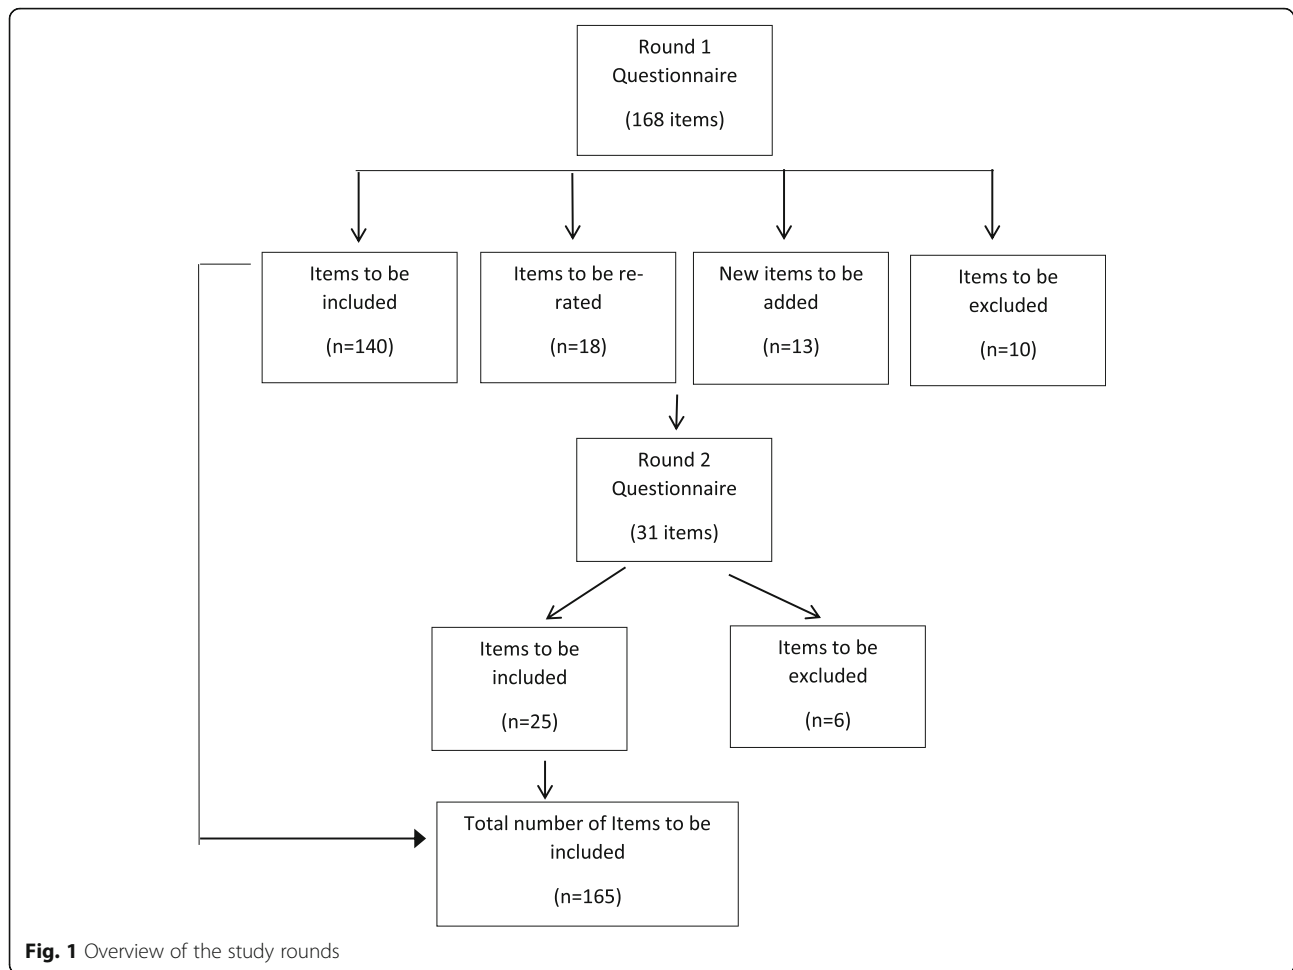 Round 1
Questionnaire
(168 items)
Items to be
included
(n=140)
Items to be re-
rated
(n=18)
New items to be
added
(n=13)
Items to be
excluded
(n=10)
Round 2
Questionnaire
(31 items)
Items to be
included
(n=25)
Items to be
excluded
(n=6)
Total number of Items to be
included
(n=165)
Fig. 1 Overview of the study rounds